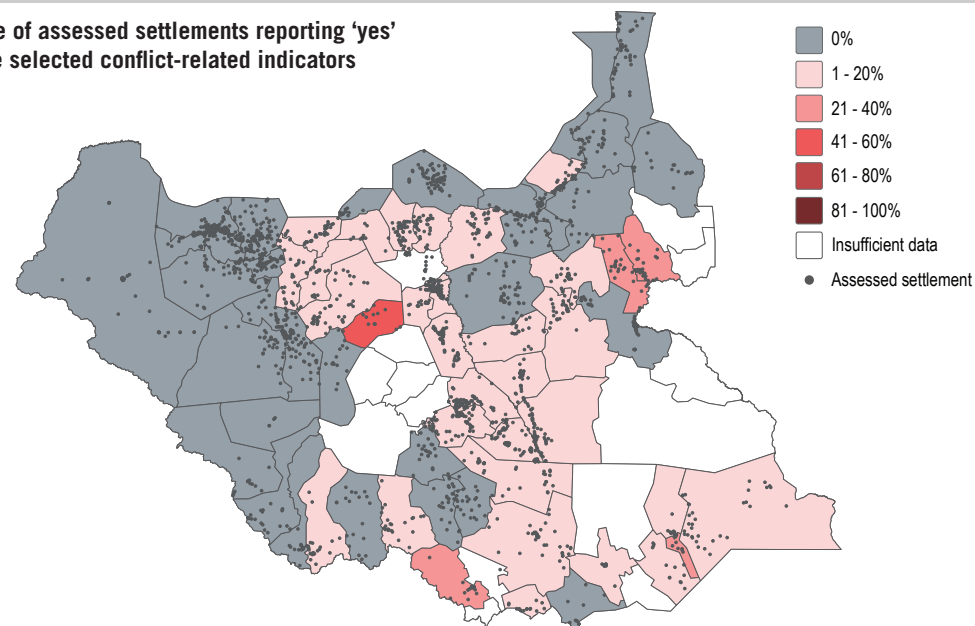 of assessed settlements reporting ‘yes’
selected conflict-related indicators
0%
1 - 20%
21 - 40%
41 - 60%
61 - 80%
81 - 100%
Insufficient data
Assessed settlement